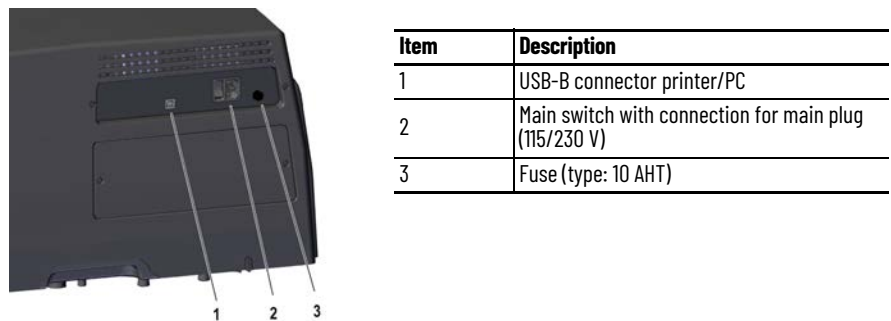 Item Description
1 USB-B connector printer/PC
2 Main switch with connection for main plug
(115/230 V)
3 Fuse (type: 10 AHT)
1 2 3